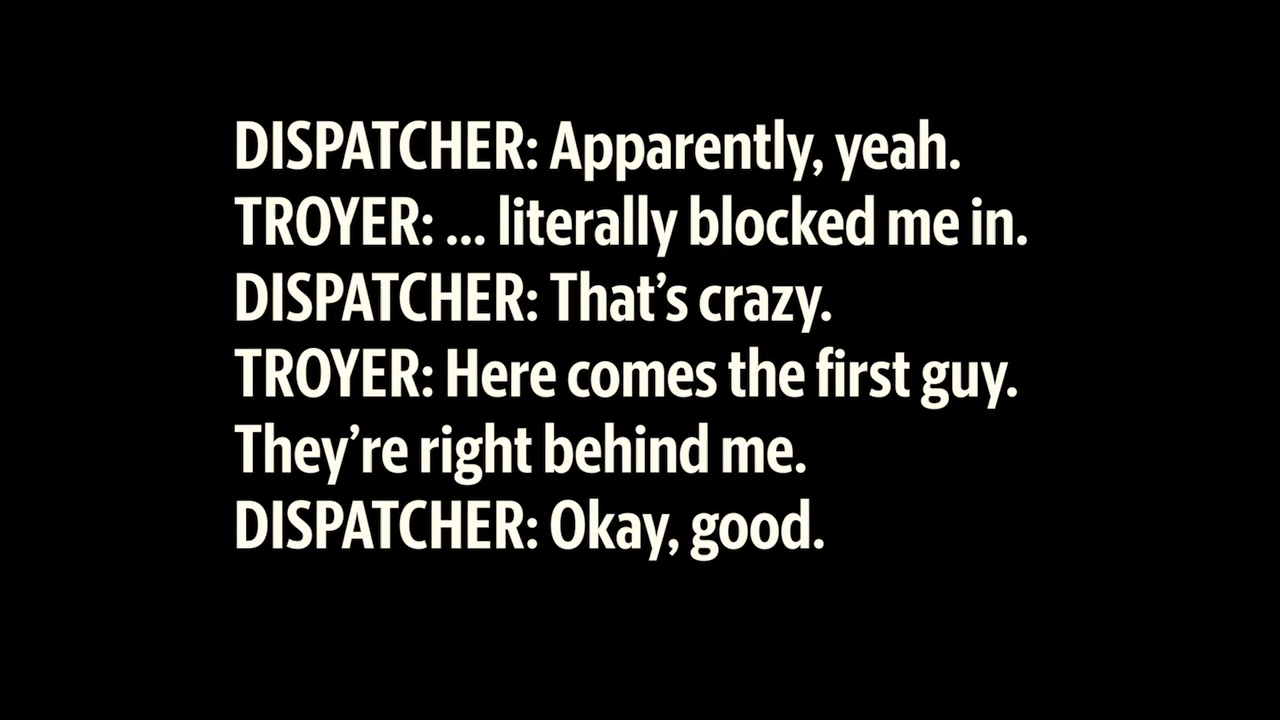 DISPATCHER: Apparently, yeah.
TROYER: ... literally blocked me in.
DISPATCHER: That’s crazy.
TROYER: Here comes the first guy.
They’re right behind me.
DISPATCHER: Okay, good.